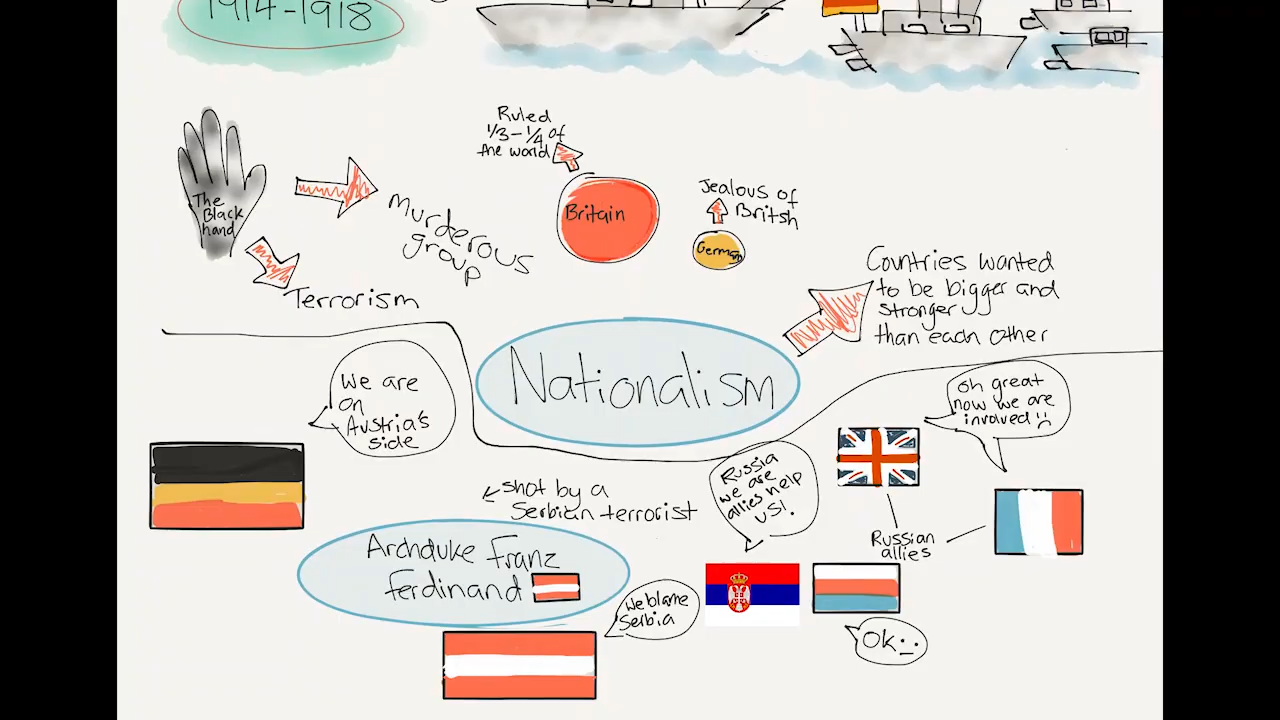 1914-1918
The
Black
hand
Murderous
group
Terrorism
Ruled
1/3-1/4 of
the world
Britain
Jealous of
Britsh
German
Countries wanted
to be bigger and
stronger
than each other
Nationalism
We are
on
Austria's
side
oh great
now we are
involved
Russia
we are
allies help
us!
shot by a
Serbian terrorist
Archduke Franz
Ferdinand
We blame
Serbia
Russian
allies
OK